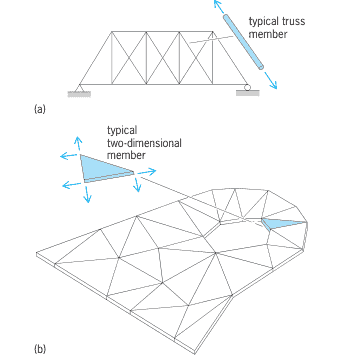 typical truss
member
(a)
typical
two-dimensional
member
(b)